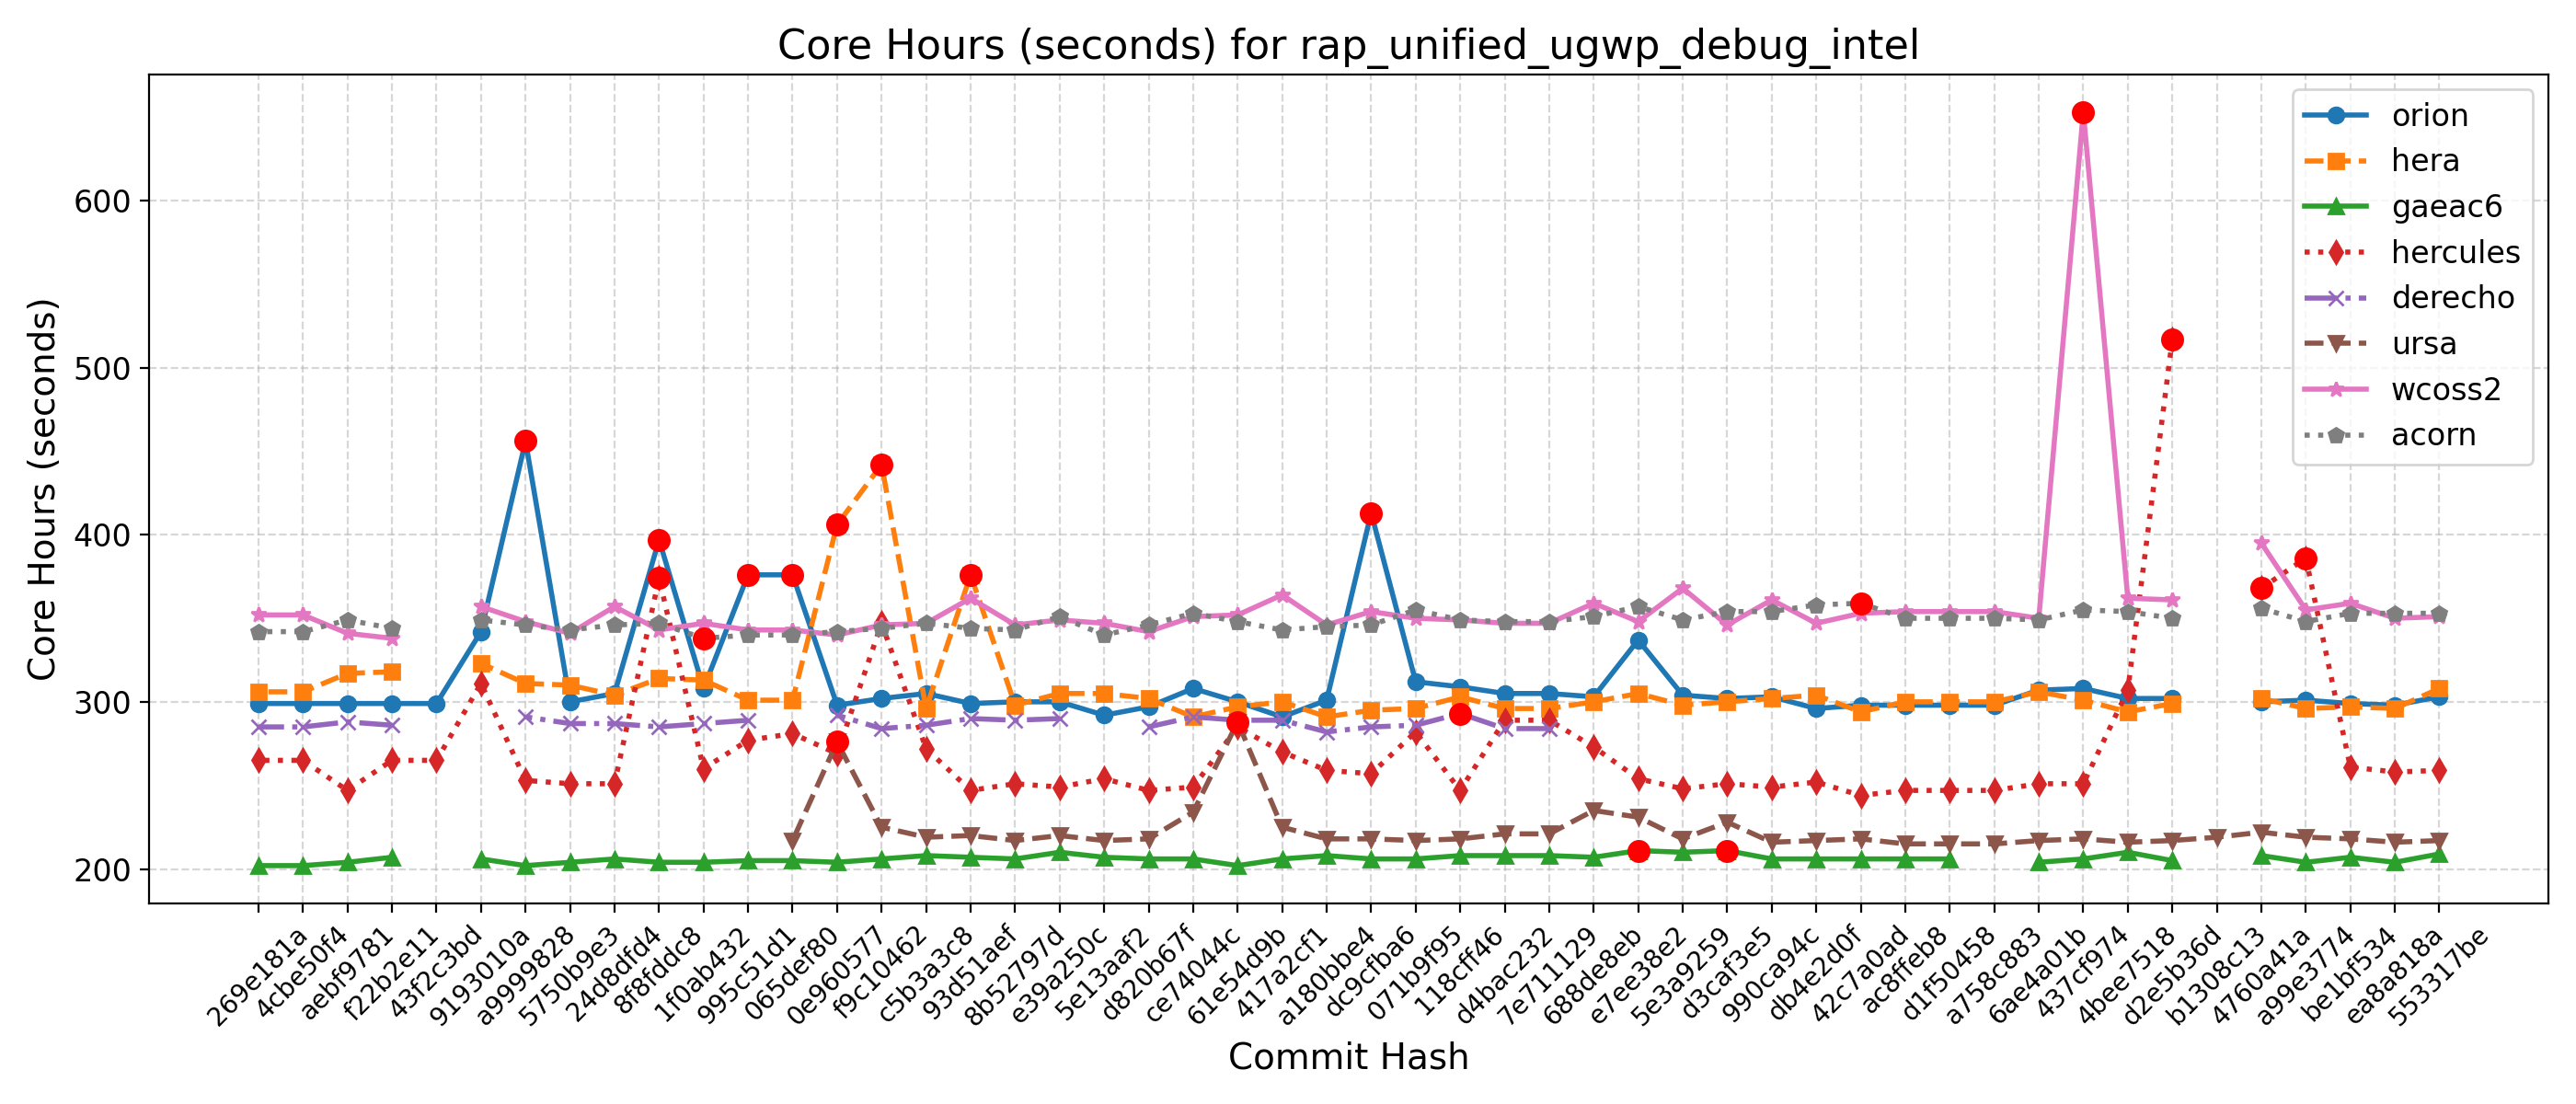 Core Hours (seconds) for rap_unified_ugwp_debug_intel
Core Hours (seconds)
600
500
400
300
200
orion
hera
gaeac6
hercules
derecho
ursa
wcoss2
acorn
269e181a
4cbe50f4
aebf9781
f22b2e11
43f2c3bd
9193010a
a9999828
5750b9e3
24d8dfd4
8f8fddc8
1f0ab432
995c51d1
065def80
0e960577
f9c10462
c5b3a3c8
93d51aef
8b52797d
e39a250c
5e13aaf2
d820b67f
ce74044c
61e54d9b
417a2cf1
a180bbe4
dc9cfba6
071b9f95
118cff46
d4bac232
7e711129
688de8eb
e7ee38e2
5e3a9259
d3caf3e5
990ca94c
db4e2d0f
42c7a0ad
ac8ffeb8
d1f50458
a758c883
6ae4a01b
437cf974
4bee7518
d2e5b36d
b1308c13
4760a41a
a99e3774
be1bf534
ea8a818a
553317be
Commit Hash